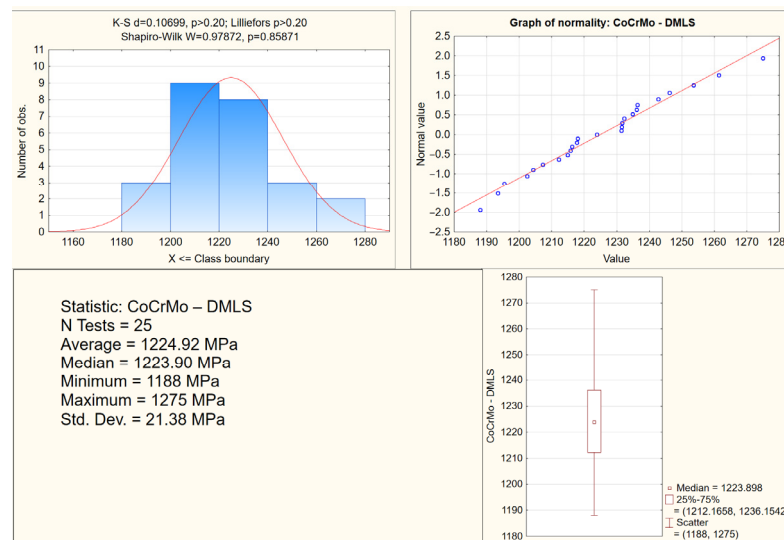 K-S d=0.10699, p>0.20; Lilliefors p>0.20
Shapiro-Wilk W=0.97872, p=0.85871
11
10
9
8
7
6
5
4
3
2
1
0
Number of obs.
1160 1180 1200 1220 1240 1260 1280
X <= Class boundary
Graph of normality: CoCrMo - DMLS
2.5
2.0
1.5
1.0
0.5
0.0
−0.5
−1.0
−1.5
−2.0
−2.5
Normal value
1180 1190 1200 1210 1220 1230 1240 1250 1260 1270 128
Value
Statistic: CoCrMo – DMLS
N Tests = 25
Average = 1224.92 MPa
Median = 1223.90 MPa
Minimum = 1188 MPa
Maximum = 1275 MPa
Std. Dev. = 21.38 MPa
1280
1270
1260
1250
1240
1230
1220
1210
1200
1190
1180
CoCrMo - DMLS
Median = 1223.898
25%-75%
= (1212.1658, 1236.1542
Scatter
= (1188, 1275)